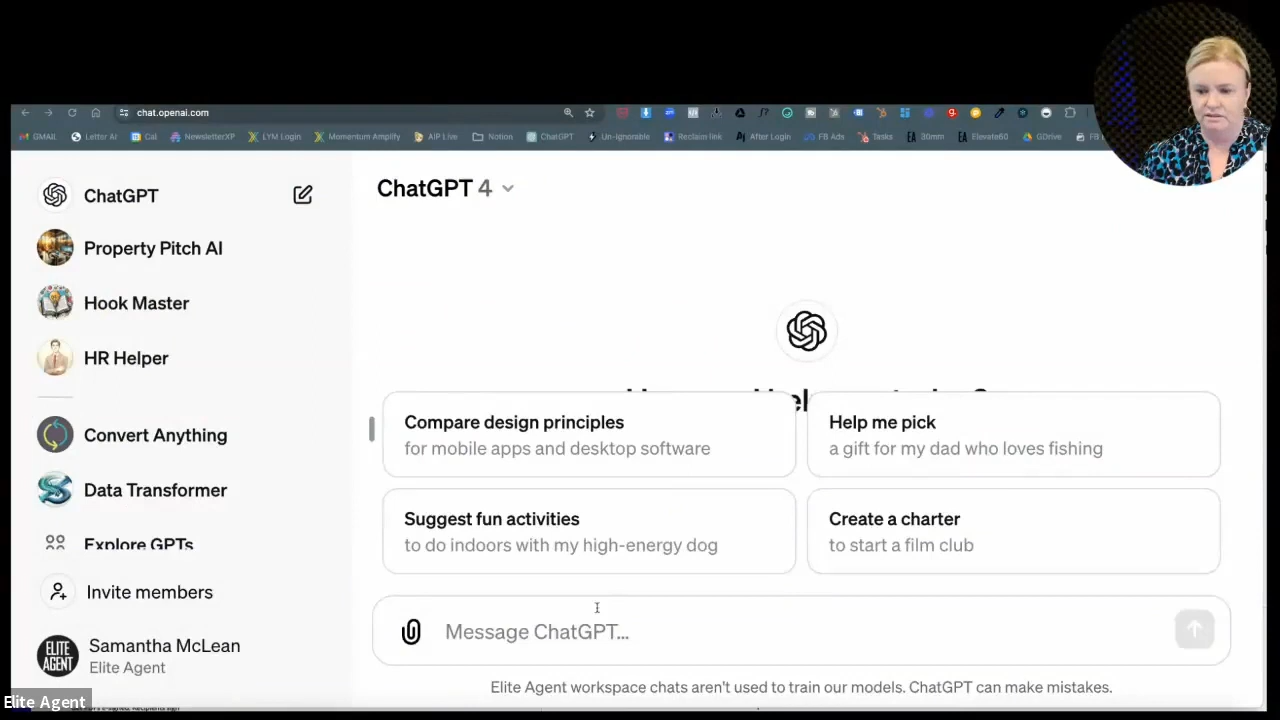 chat.openai.com
GMAIL Letter AI Cal NewsletterXP LYM Login Momentum Amplify AIP Live Notion ChatGPT Un-Ignorable Reclaim link After Login FB Ads Tasks 30mm Elevate60 GDrive
ChatGPT
Property Pitch AI
Hook Master
HR Helper
Convert Anything
Data Transformer
Explore GPTs
Invite members
ELITE AGENT
Samantha McLean
Elite Agent
ChatGPT 4
Compare design principles
for mobile apps and desktop software
Help me pick
a gift for my dad who loves fishing
Suggest fun activities
to do indoors with my high-energy dog
Create a charter
to start a film club
Message ChatGPT...
Elite Agent workspace chats aren't used to train our models. ChatGPT can make mistakes.
Elite Agent